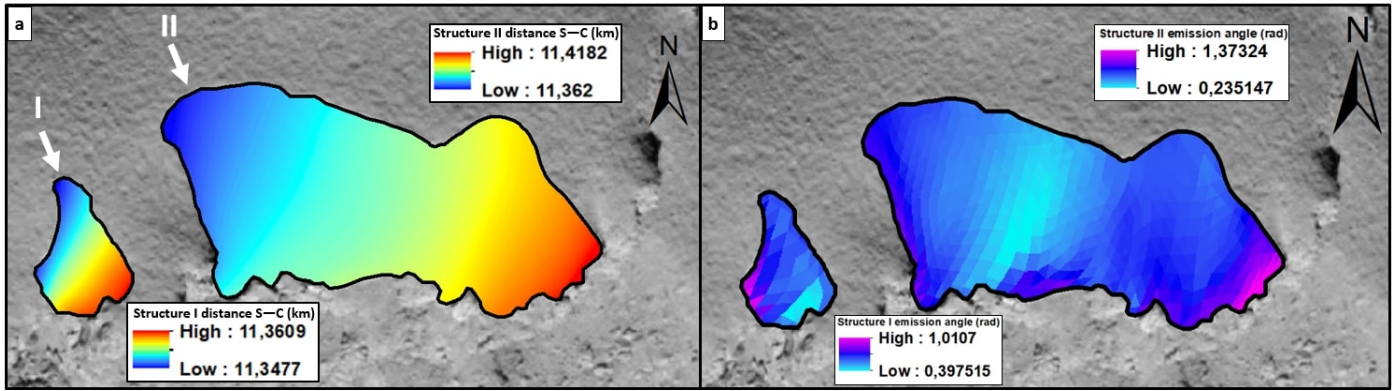 a
II
I
Structure II distance S—C (km)
High : 11,4182
Low : 11,362
N
Structure I distance S—C (km)
High : 11,3609
Low : 11,3477
b
Structure II emission angle (rad)
High : 1,37324
Low : 0,235147
N
Structure I emission angle (rad)
High : 1,0107
Low : 0,397515